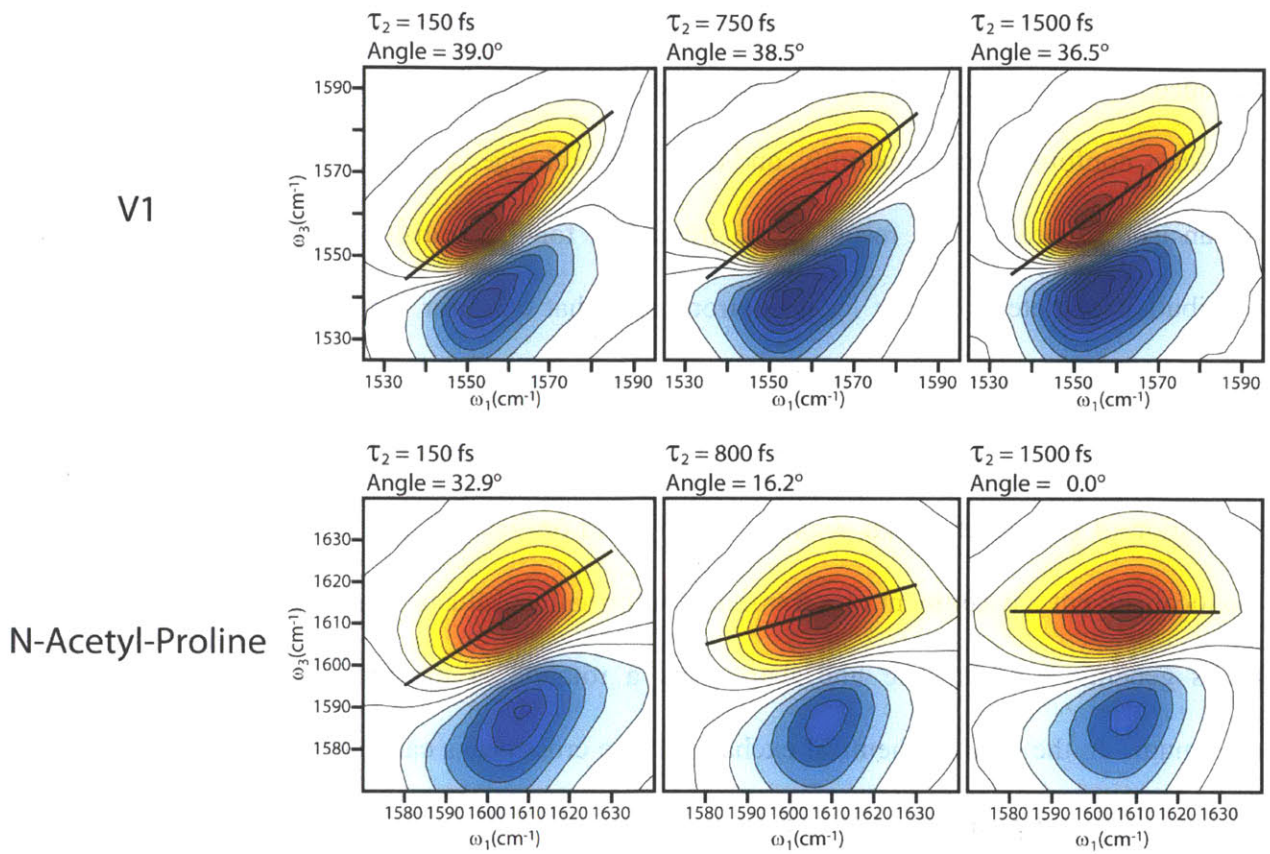 τ2 = 150 fs
Angle = 39.0°
τ2 = 750 fs
Angle = 38.5°
τ2 = 1500 fs
Angle = 36.5°
V1
ω3(cm-1)
1590
1570
1550
1530
1530 1550 1570 1590
ω1(cm-1)
1530 1550 1570 1590
ω1(cm-1)
1530 1550 1570 1590
ω1(cm-1)
τ2 = 150 fs
Angle = 32.9°
τ2 = 800 fs
Angle = 16.2°
τ2 = 1500 fs
Angle = 0.0°
N-Acetyl-Proline
ω3(cm-1)
1630
1620
1610
1600
1590
1580
1580 1590 1600 1610 1620 1630
ω1(cm-1)
1580 1590 1600 1610 1620 1630
ω1(cm-1)
1580 1590 1600 1610 1620 1630
ω1(cm-1)